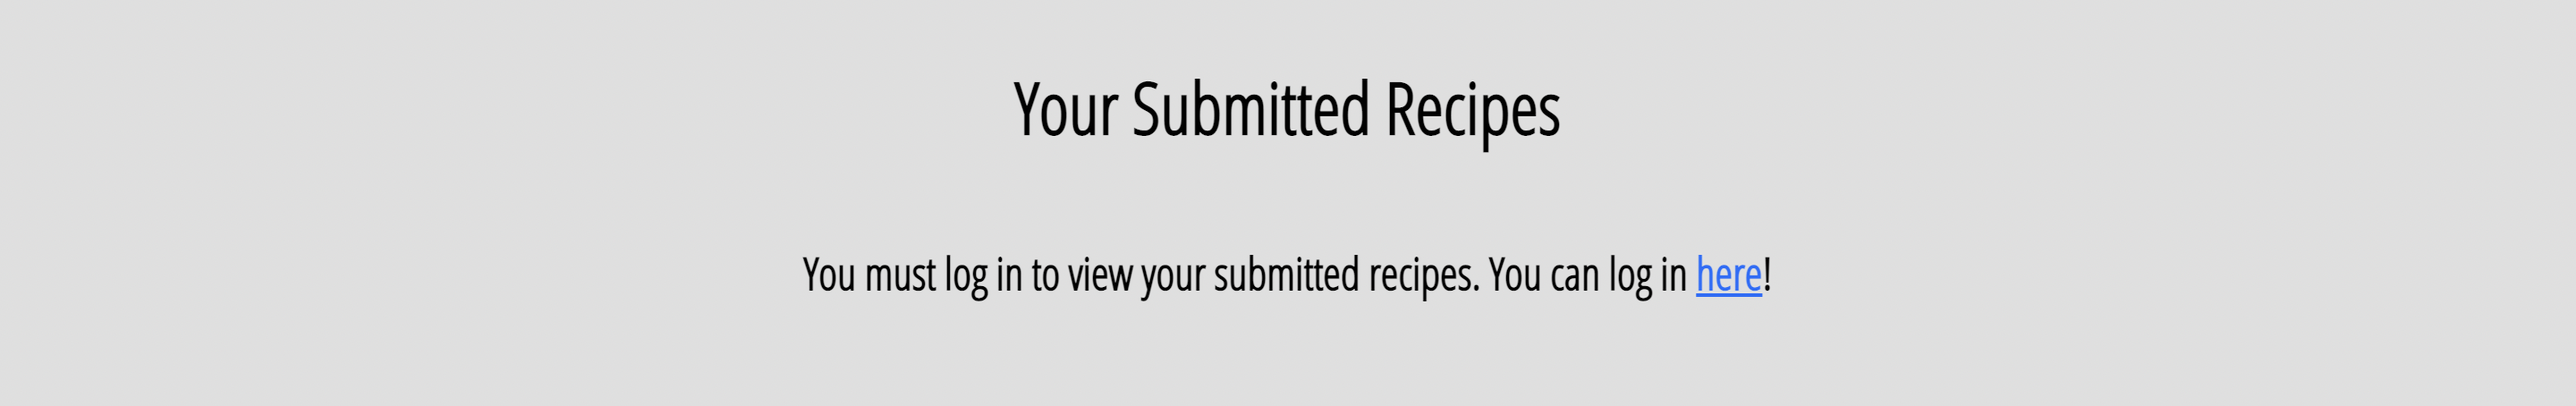 Your Submitted Recipes
You must log in to view your submitted recipes. You can log in here!